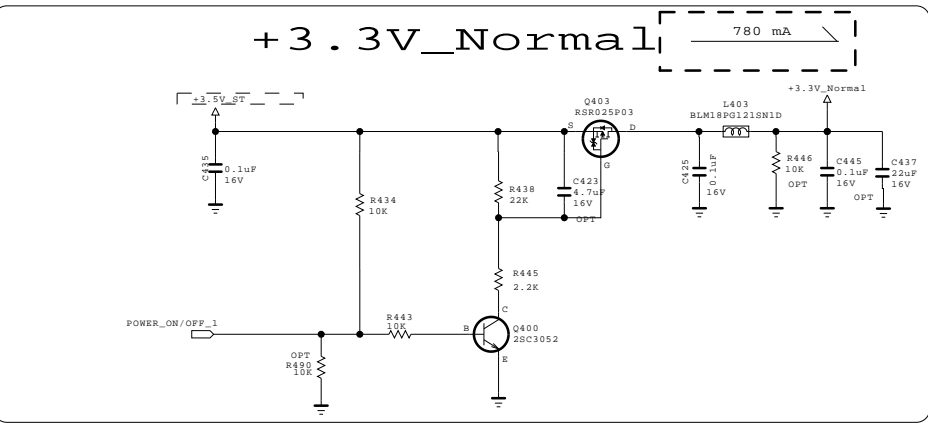 +3.3V_Normal
780 mA
+3.5V_ST
Q403
RSR025P03
S
D
G
L403
BLM18PG121SN1D
+3.3V_Normal
C435
0.1uF
16V
R434
10K
R438
22K
C423
4.7uF
16V
OPT
C425
0.1uF
16V
R446
10K
OPT
C445
0.1uF
16V
C437
22uF
16V
OPT
R445
2.2K
POWER_ON/OFF_1
R443
10K
B
C
E
Q400
2SC3052
OPT
R490
10K